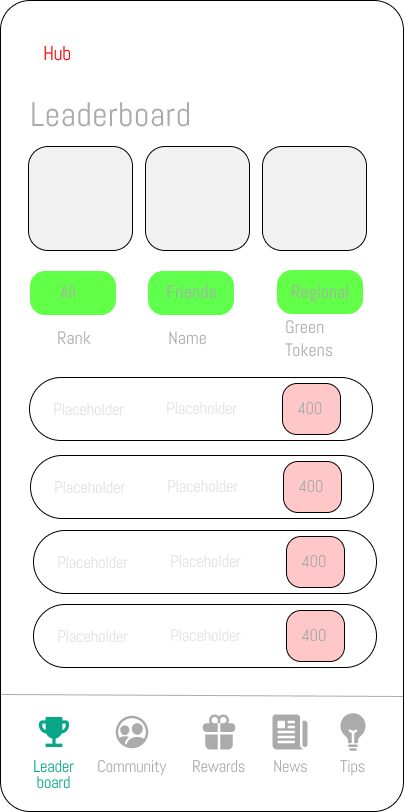 Hub
Leaderboard
All Friends Regional
Rank Name Green
Tokens
Placeholder Placeholder 400
Placeholder Placeholder 400
Placeholder Placeholder 400
Placeholder Placeholder 400
Leader Community Rewards News Tips
board